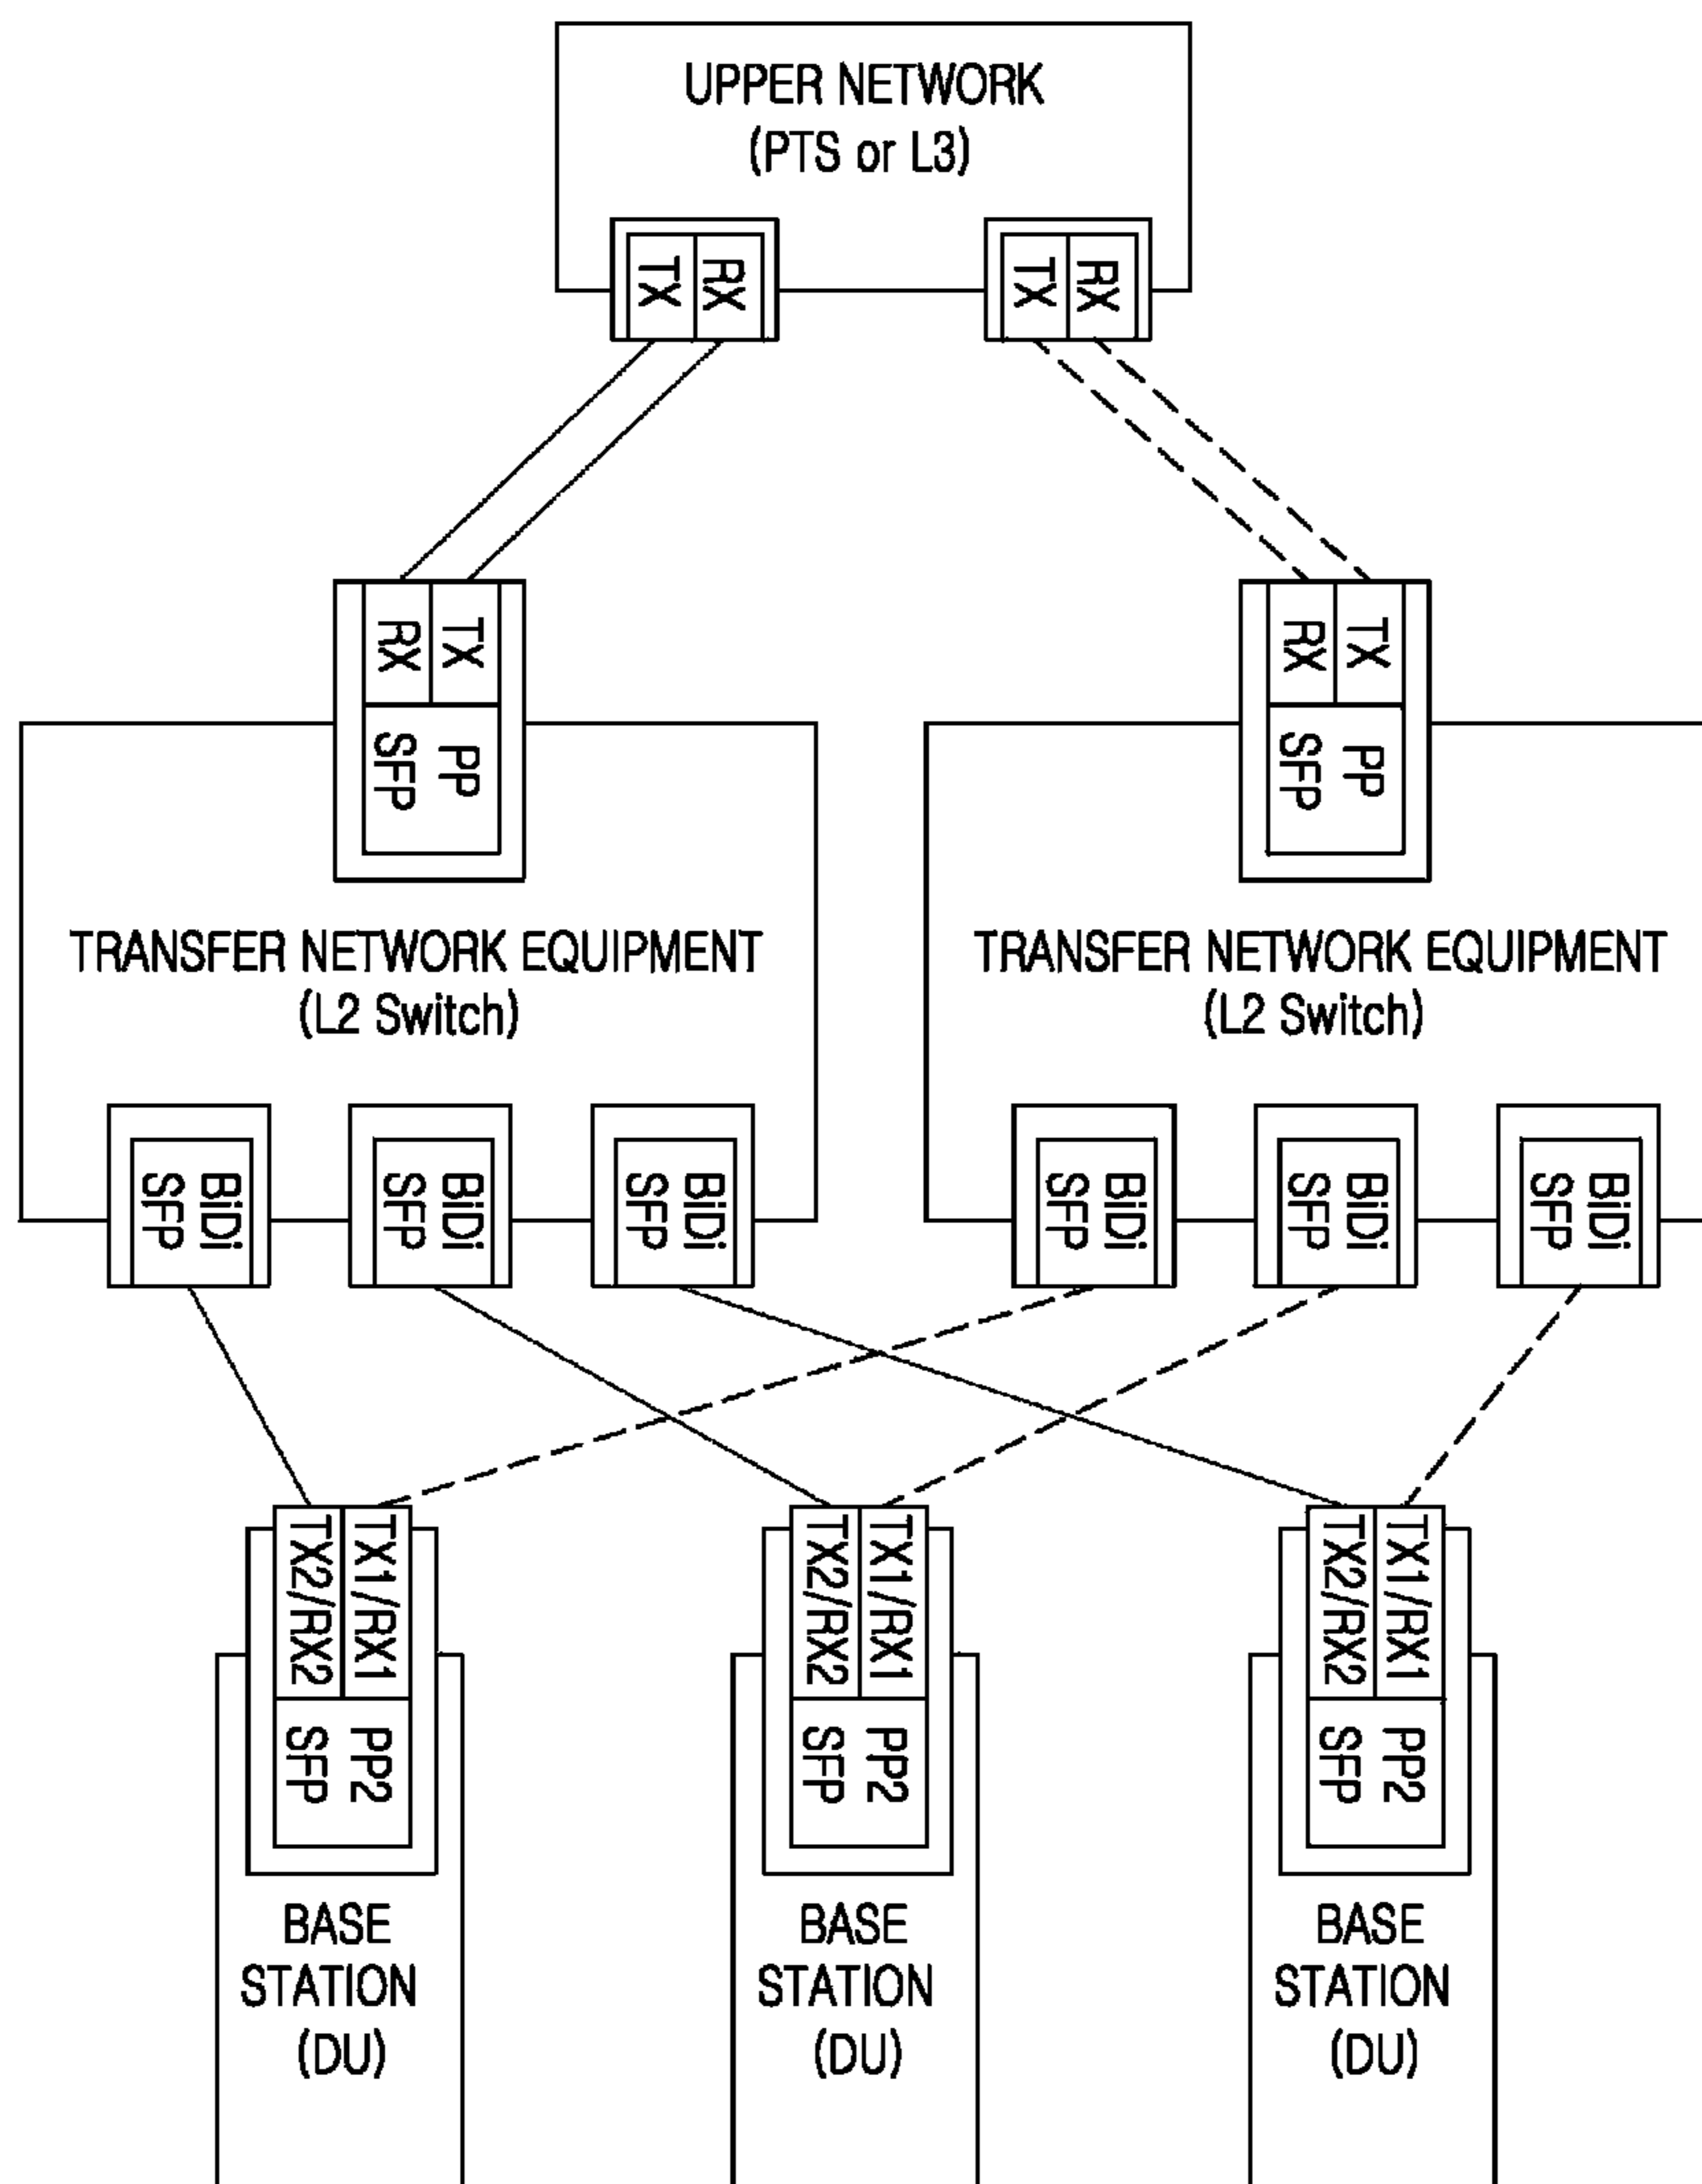 UPPER NETWORK
(PTS or L3)
TX
RX
TX
RX
RX
TX
PP
SFP
RX
TX
PP
SFP
TRANSFER NETWORK EQUIPMENT
(L2 Switch)
TRANSFER NETWORK EQUIPMENT
(L2 Switch)
BiDi
SFP
BiDi
SFP
BiDi
SFP
BiDi
SFP
BiDi
SFP
BiDi
SFP
TX1/RX1
TX2/RX2
PP2
SFP
TX1/RX1
TX2/RX2
PP2
SFP
TX1/RX1
TX2/RX2
PP2
SFP
BASE
STATION
(DU)
BASE
STATION
(DU)
BASE
STATION
(DU)